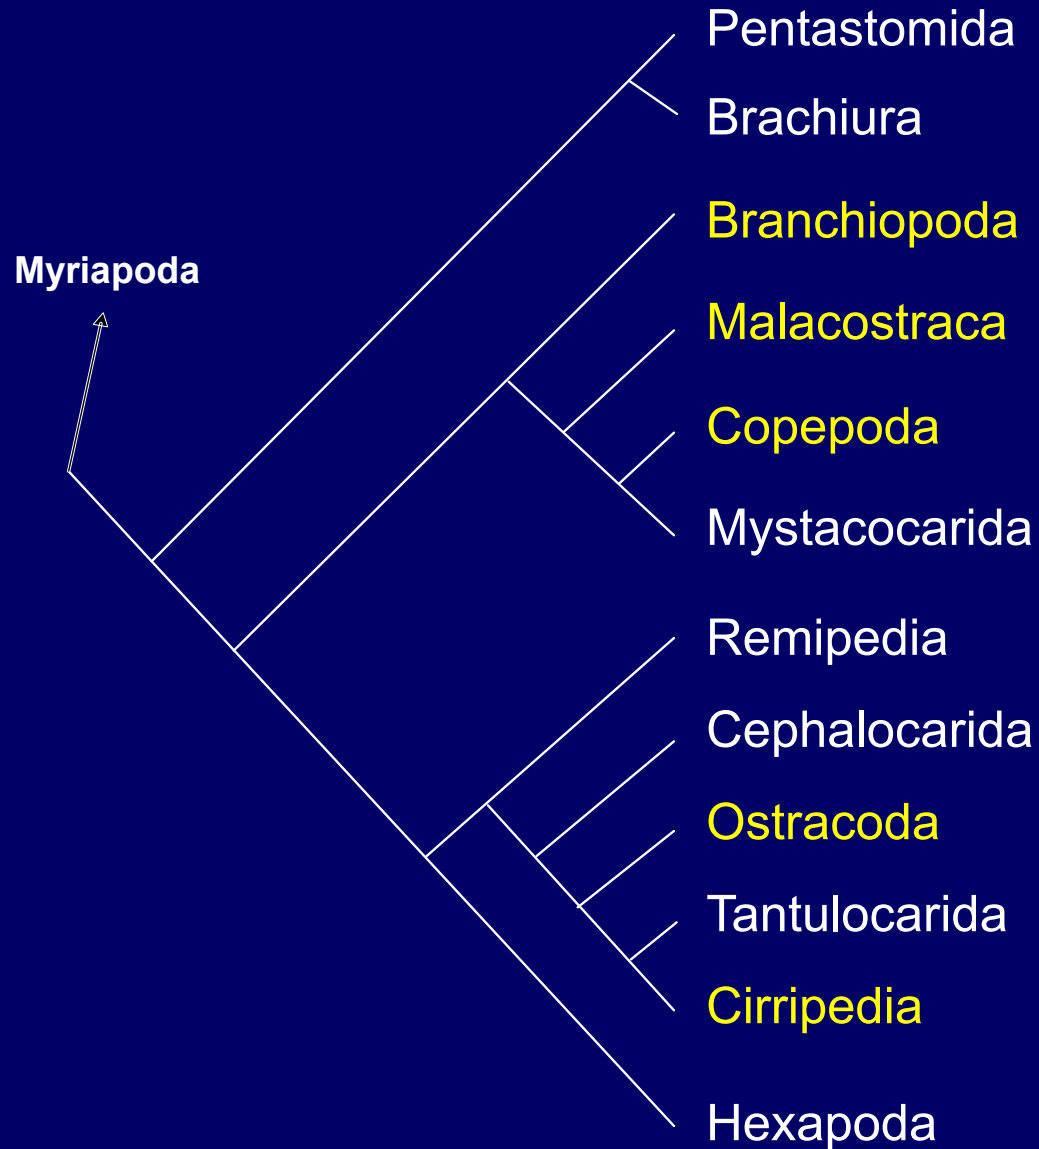 Pentastomida
Brachiura
Branchiopoda
Myriapoda
Malacostraca
Copepoda
Mystacocarida
Remipedia
Cephalocarida
Ostracoda
Tantulocarida
Cirripedia
Hexapoda